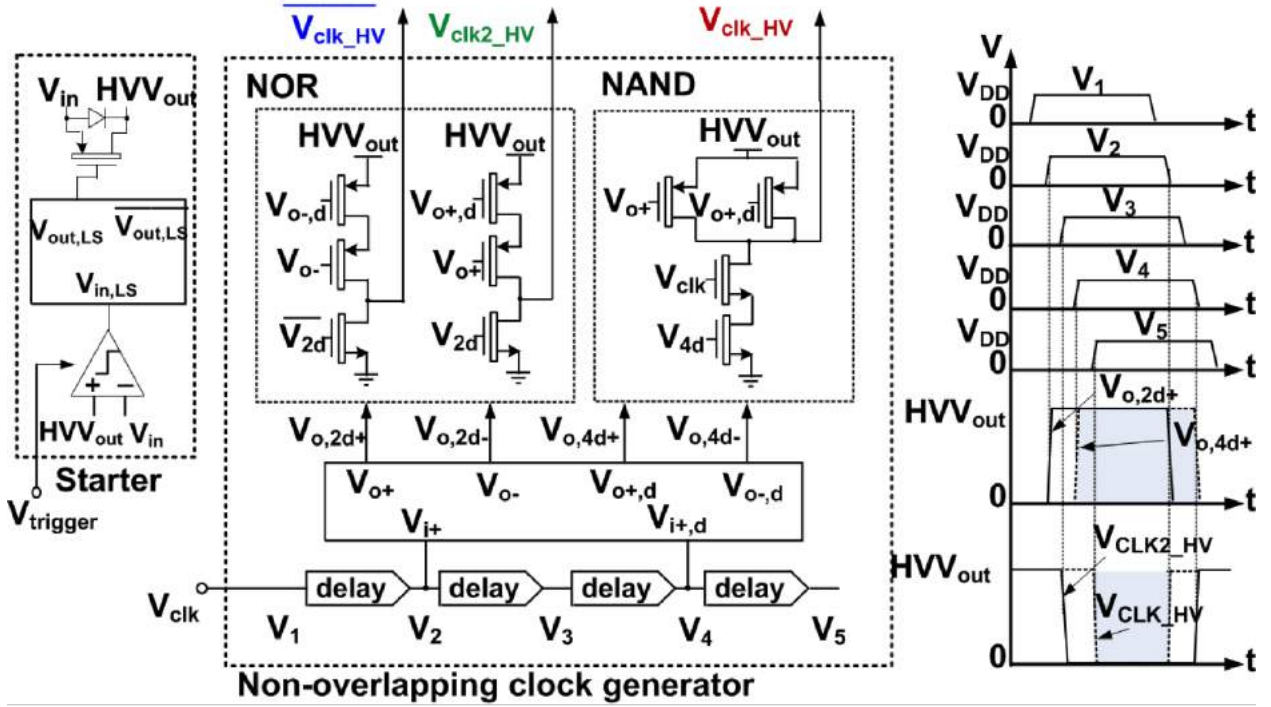 V̅c̅l̅k̅_̅H̅V̅
Vclk2_HV
Vclk_HV
Vin HVVout
Vout,LS V̅o̅u̅t̅,̅L̅S̅
Vin,LS
+ −
HVVout Vin
Starter
Vtrigger
NOR
HVVout HVVout
Vo-,d Vo+,d
Vo- Vo+
V̅2̅d̅ V2d
NAND
HVVout
Vo+ Vo+,d
Vclk
V4d
Vo,2d+ Vo,2d- Vo,4d+ Vo,4d-
Vo+ Vo- Vo+,d Vo-,d
Vi+ Vi+,d
Vclk delay delay delay delay
V1 V2 V3 V4 V5
Non-overlapping clock generator
V
VDD V1
0 t
VDD V2
0 t
VDD V3
0 t
VDD V4
0 t
VDD V5
0 t
HVVout Vo,2d+
Vo,4d+
0 t
HVVout VCLK2_HV
VCLK_HV
0 t